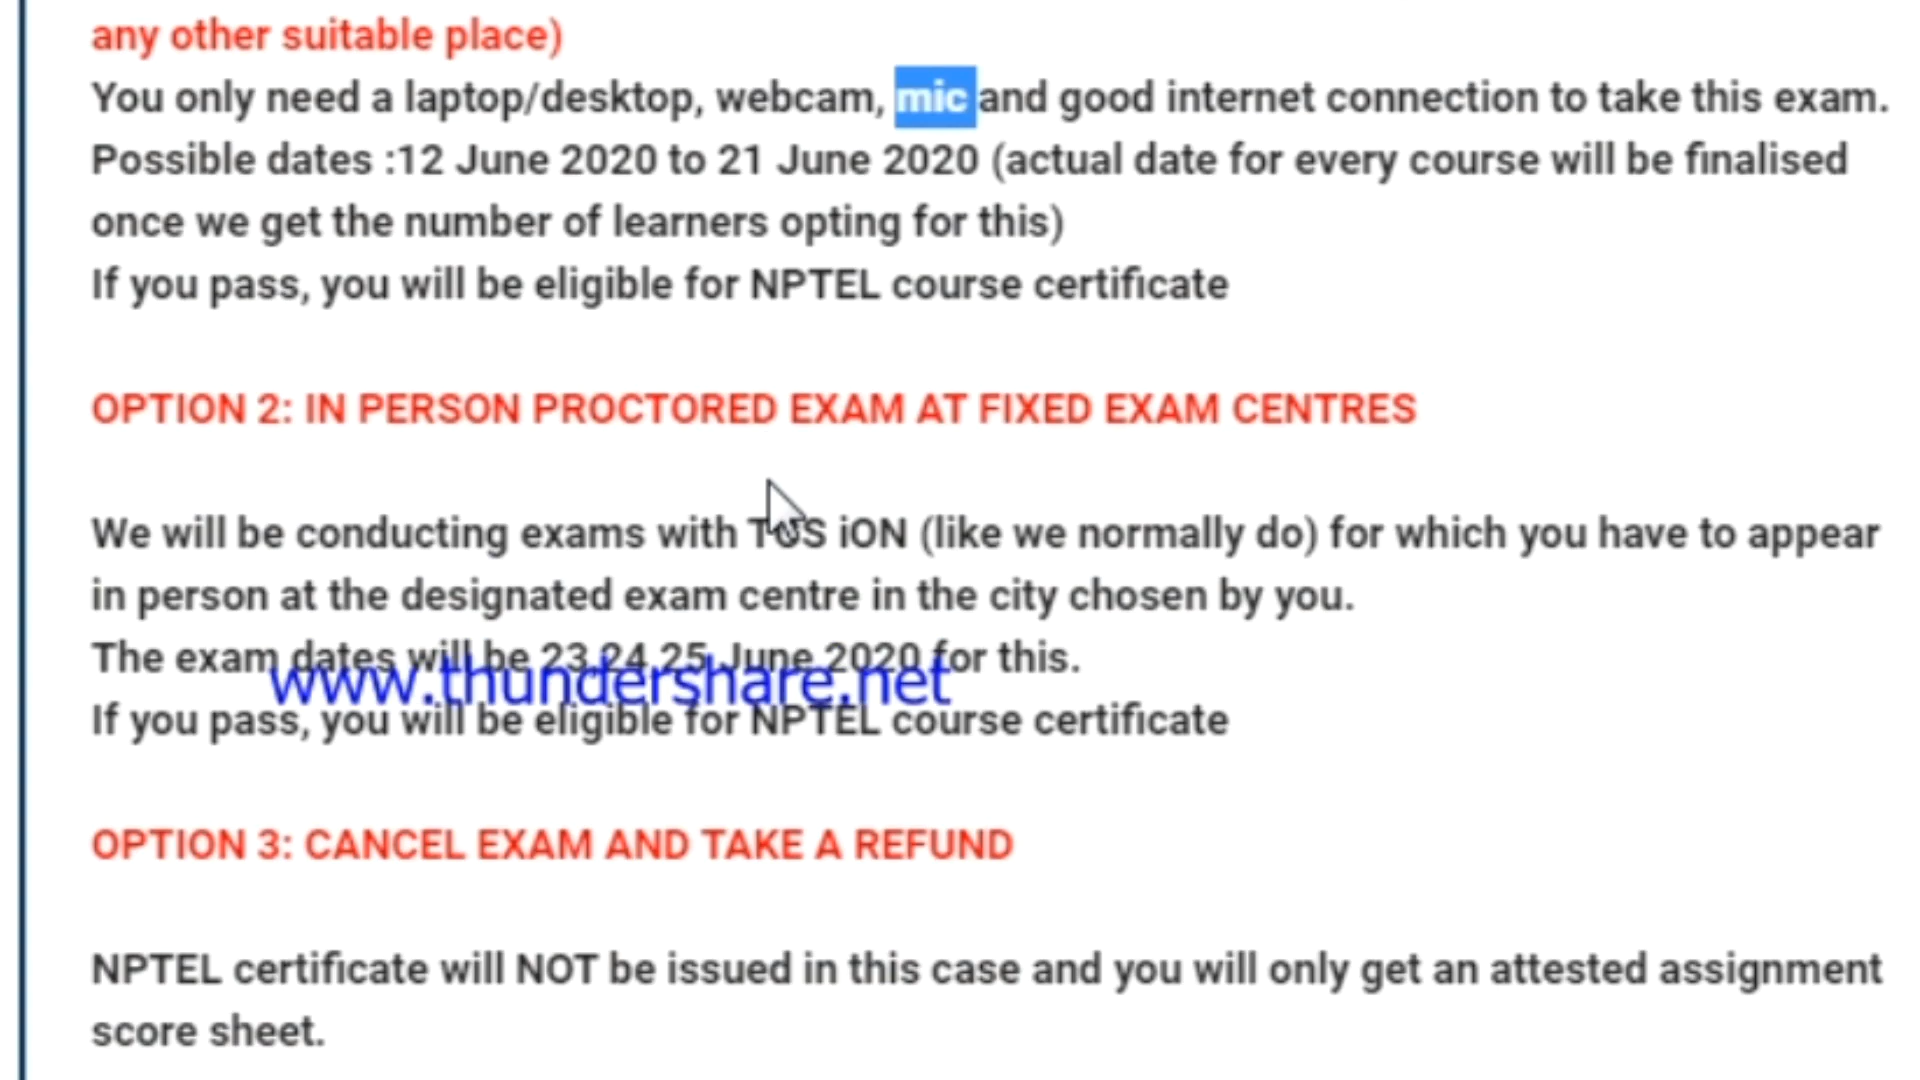 any other suitable place)
You only need a laptop/desktop, webcam, mic and good internet connection to take this exam.
Possible dates :12 June 2020 to 21 June 2020 (actual date for every course will be finalised
once we get the number of learners opting for this)
If you pass, you will be eligible for NPTEL course certificate
OPTION 2: IN PERSON PROCTORED EXAM AT FIXED EXAM CENTRES
We will be conducting exams with TCS iON (like we normally do) for which you have to appear
in person at the designated exam centre in the city chosen by you.
The exam dates will be 23,24,25 June 2020 for this.
www.thundershare.net
If you pass, you will be eligible for NPTEL course certificate
OPTION 3: CANCEL EXAM AND TAKE A REFUND
NPTEL certificate will NOT be issued in this case and you will only get an attested assignment
score sheet.